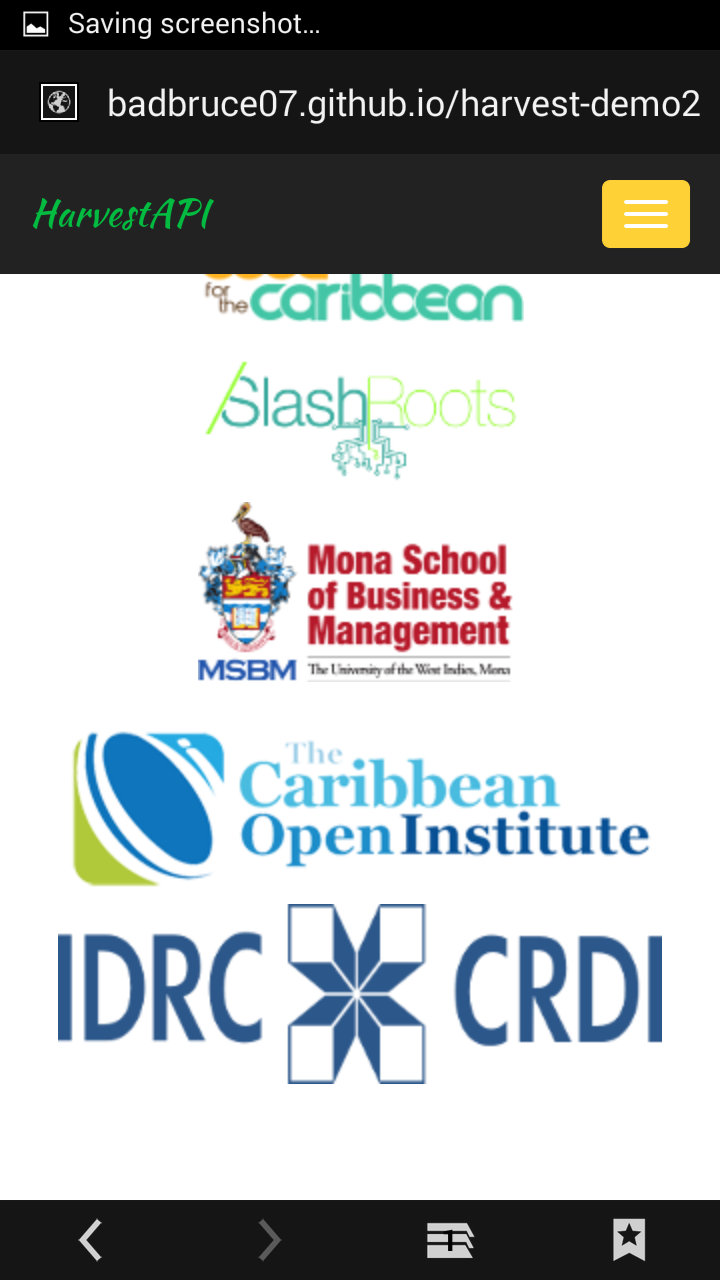 Saving screenshot...
badbruce07.github.io/harvest-demo2
HarvestAPI
for
the caribbean
/SlashRoots
Mona School
of Business &
Management
MSBM The University of the West Indies, Mona
The
Caribbean
Open Institute
IDRC CRDI
1